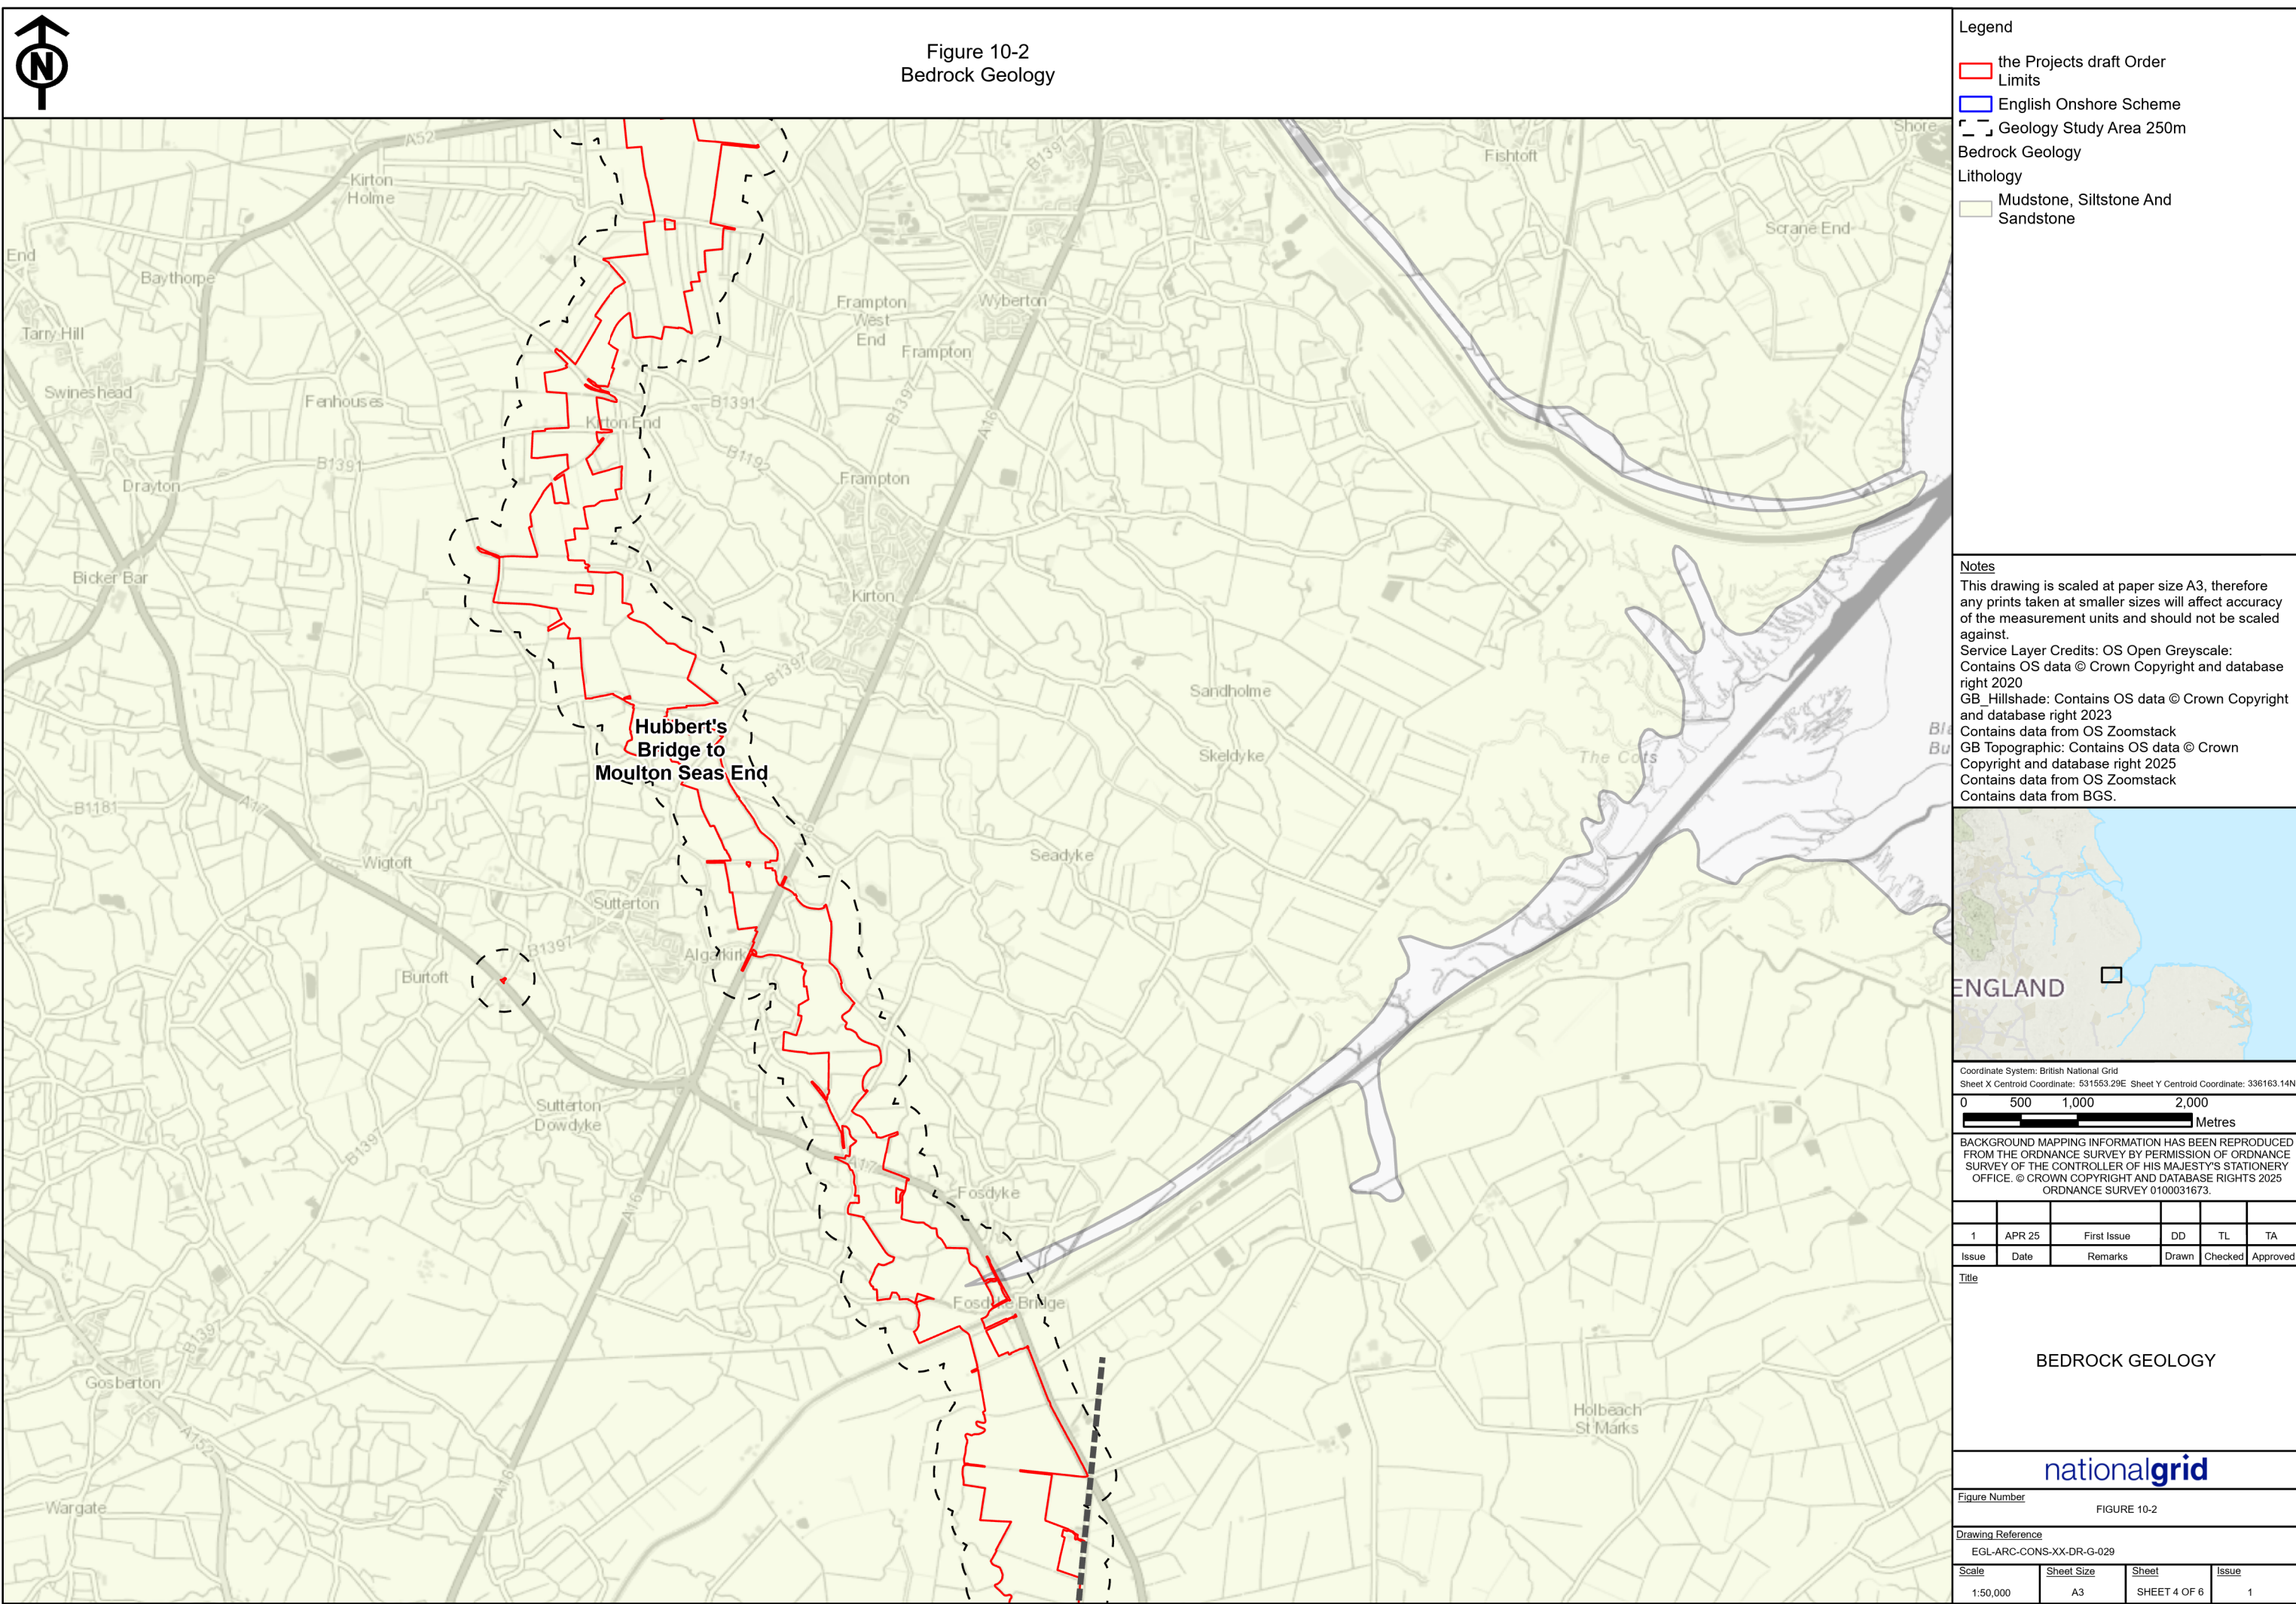 N
Figure 10-2
Bedrock Geology
A52
Kirton
Holme
B1397
Fishtoft
Shore
Scrane End
End
Baythorpe
Tarry Hill
Frampton
West
End
Wyberton
Frampton
Swineshead
Fenhouses
B1391
B1397
A16
Kirton End
B1391
B1192
Drayton
Frampton
Bicker Bar
Kirton
B1397
Sandholme
Hubbert's
Bridge to
Moulton Seas End
Skeldyke
The Cots
B1181
A17
A16
Wigtoft
Seadyke
Sutterton
B1397
Algarkirk
Burtoft
Sutterton
Dowdyke
B1397
A17
A16
Fosdyke
Fosdyke Bridge
B1397
Gosberton
A152
Holbeach
St Marks
A16
Wargate
Legend
the Projects draft Order
Limits
English Onshore Scheme
Geology Study Area 250m
Bedrock Geology
Lithology
Mudstone, Siltstone And
Sandstone
Notes
This drawing is scaled at paper size A3, therefore
any prints taken at smaller sizes will affect accuracy
of the measurement units and should not be scaled
against.
Service Layer Credits: OS Open Greyscale:
Contains OS data © Crown Copyright and database
right 2020
GB_Hillshade: Contains OS data © Crown Copyright
and database right 2023
Contains data from OS Zoomstack
GB Topographic: Contains OS data © Crown
Copyright and database right 2025
Contains data from OS Zoomstack
Contains data from BGS.
ENGLAND
Coordinate System: British National Grid
Sheet X Centroid Coordinate: 531553.29E Sheet Y Centroid Coordinate: 336163.14N
0 500 1,000 2,000
Metres
BACKGROUND MAPPING INFORMATION HAS BEEN REPRODUCED
FROM THE ORDNANCE SURVEY BY PERMISSION OF ORDNANCE
SURVEY OF THE CONTROLLER OF HIS MAJESTY'S STATIONERY
OFFICE. © CROWN COPYRIGHT AND DATABASE RIGHTS 2025
ORDNANCE SURVEY 0100031673.
1 APR 25 First Issue DD TL TA
Issue Date Remarks Drawn Checked Approved
Title
BEDROCK GEOLOGY
nationalgrid
Figure Number
FIGURE 10-2
Drawing Reference
EGL-ARC-CONS-XX-DR-G-029
Scale Sheet Size Sheet Issue
1:50,000 A3 SHEET 4 OF 6 1